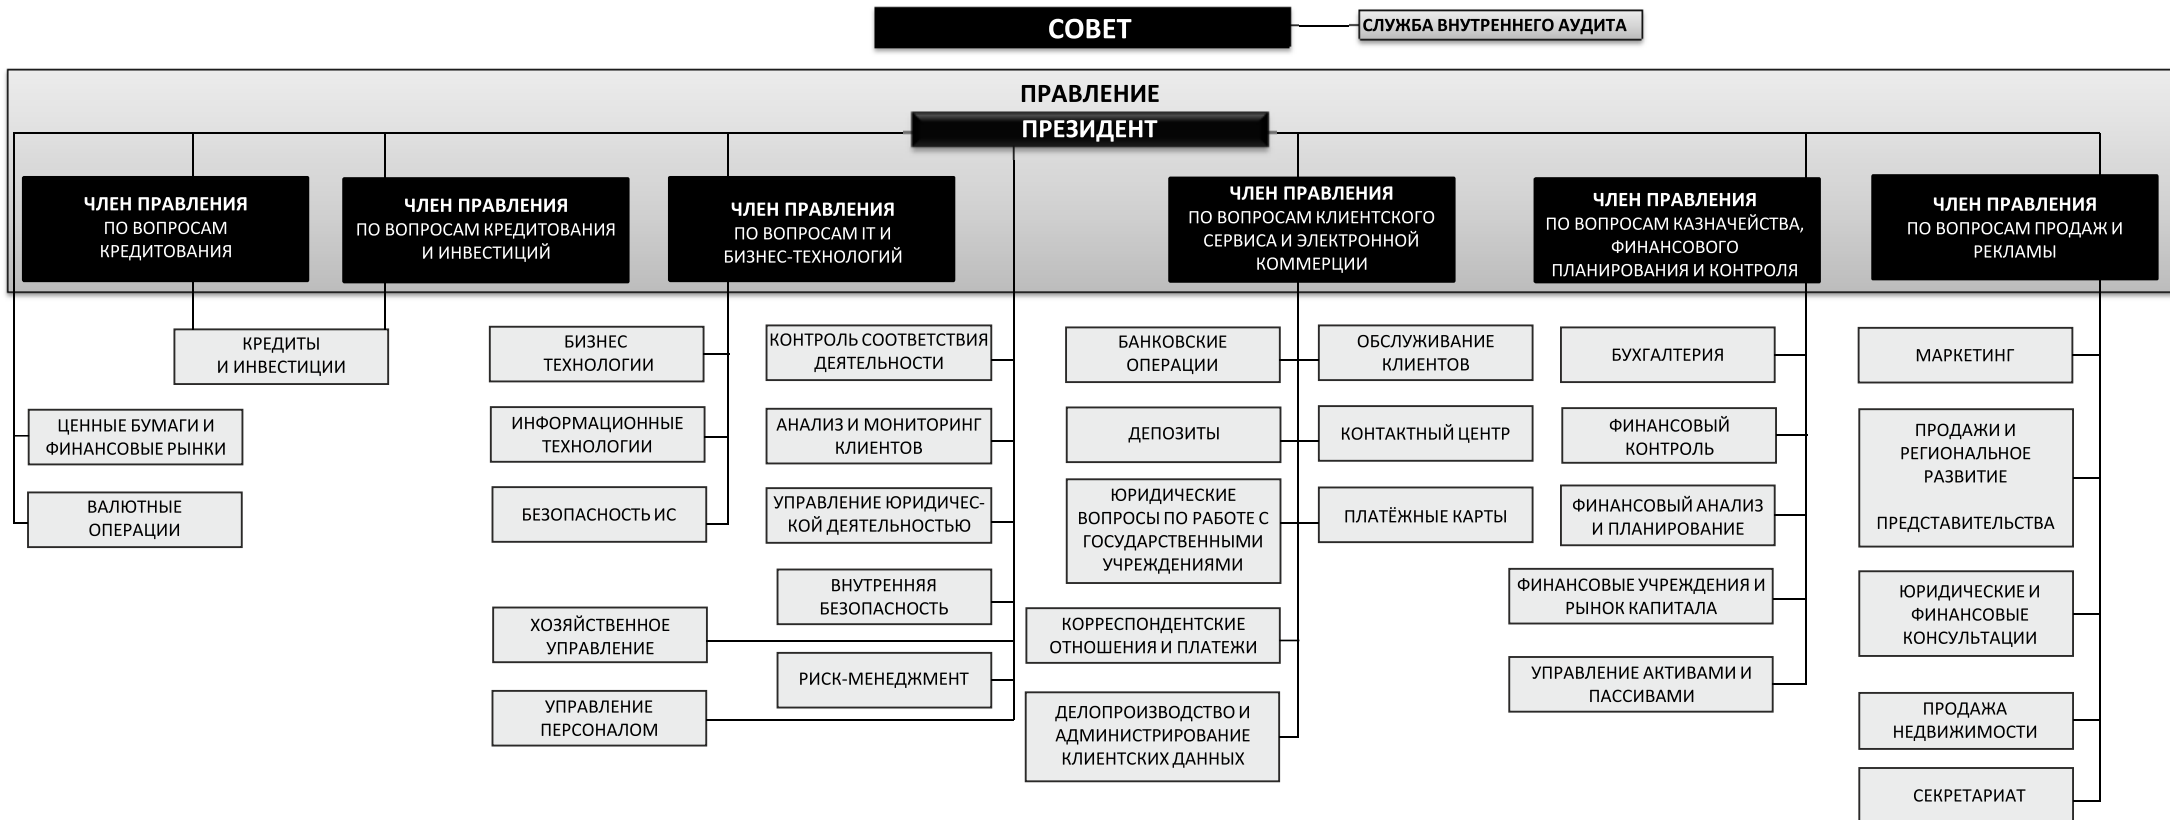 СОВЕТ
СЛУЖБА ВНУТРЕННЕГО АУДИТА
ПРАВЛЕНИЕ
ПРЕЗИДЕНТ
ЧЛЕН ПРАВЛЕНИЯ
ПО ВОПРОСАМ
КРЕДИТОВАНИЯ
ЧЛЕН ПРАВЛЕНИЯ
ПО ВОПРОСАМ КРЕДИТОВАНИЯ
И ИНВЕСТИЦИЙ
ЧЛЕН ПРАВЛЕНИЯ
ПО ВОПРОСАМ IT И
БИЗНЕС-ТЕХНОЛОГИЙ
ЧЛЕН ПРАВЛЕНИЯ
ПО ВОПРОСАМ КЛИЕНТСКОГО
СЕРВИСА И ЭЛЕКТРОННОЙ
КОММЕРЦИИ
ЧЛЕН ПРАВЛЕНИЯ
ПО ВОПРОСАМ КАЗНАЧЕЙСТВА,
ФИНАНСОВОГО
ПЛАНИРОВАНИЯ И КОНТРОЛЯ
ЧЛЕН ПРАВЛЕНИЯ
ПО ВОПРОСАМ ПРОДАЖ И
РЕКЛАМЫ
КРЕДИТЫ
И ИНВЕСТИЦИИ
ЦЕННЫЕ БУМАГИ И
ФИНАНСОВЫЕ РЫНКИ
ВАЛЮТНЫЕ
ОПЕРАЦИИ
БИЗНЕС
ТЕХНОЛОГИИ
ИНФОРМАЦИОННЫЕ
ТЕХНОЛОГИИ
БЕЗОПАСНОСТЬ ИС
ХОЗЯЙСТВЕННОЕ
УПРАВЛЕНИЕ
УПРАВЛЕНИЕ
ПЕРСОНАЛОМ
КОНТРОЛЬ СООТВЕТСТВИЯ
ДЕЯТЕЛЬНОСТИ
АНАЛИЗ И МОНИТОРИНГ
КЛИЕНТОВ
УПРАВЛЕНИЕ ЮРИДИЧЕС-
КОЙ ДЕЯТЕЛЬНОСТЬЮ
ВНУТРЕННЯЯ
БЕЗОПАСНОСТЬ
РИСК-МЕНЕДЖМЕНТ
БАНКОВСКИЕ
ОПЕРАЦИИ
ДЕПОЗИТЫ
ЮРИДИЧЕСКИЕ
ВОПРОСЫ ПО РАБОТЕ С
ГОСУДАРСТВЕННЫМИ
УЧРЕЖДЕНИЯМИ
КОРРЕСПОНДЕНТСКИЕ
ОТНОШЕНИЯ И ПЛАТЕЖИ
ДЕЛОПРОИЗВОДСТВО И
АДМИНИСТРИРОВАНИЕ
КЛИЕНТСКИХ ДАННЫХ
ОБСЛУЖИВАНИЕ
КЛИЕНТОВ
КОНТАКТНЫЙ ЦЕНТР
ПЛАТЁЖНЫЕ КАРТЫ
БУХГАЛТЕРИЯ
ФИНАНСОВЫЙ
КОНТРОЛЬ
ФИНАНСОВЫЙ АНАЛИЗ
И ПЛАНИРОВАНИЕ
ФИНАНСОВЫЕ УЧРЕЖДЕНИЯ И
РЫНОК КАПИТАЛА
УПРАВЛЕНИЕ АКТИВАМИ И
ПАССИВАМИ
МАРКЕТИНГ
ПРОДАЖИ И
РЕГИОНАЛЬНОЕ
РАЗВИТИЕ
ПРЕДСТАВИТЕЛЬСТВА
ЮРИДИЧЕСКИЕ И
ФИНАНСОВЫЕ
КОНСУЛЬТАЦИИ
ПРОДАЖА
НЕДВИЖИМОСТИ
СЕКРЕТАРИАТ